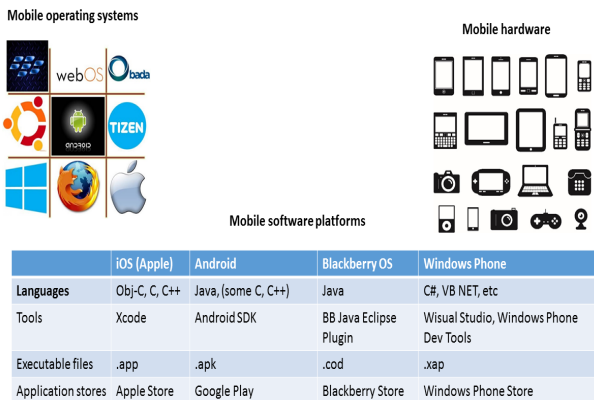 Mobile operating systems
Mobile hardware
webOS
bada
ANDROID
TIZEN
Mobile software platforms
iOS (Apple) Android Blackberry OS Windows Phone
Languages Obj-C, C, C++ Java, (some C, C++) Java C#, VB NET, etc
Tools Xcode Android SDK BB Java Eclipse Wisual Studio, Windows Phone
Plugin Dev Tools
Executable files .app .apk .cod .xap
Application stores Apple Store Google Play Blackberry Store Windows Phone Store